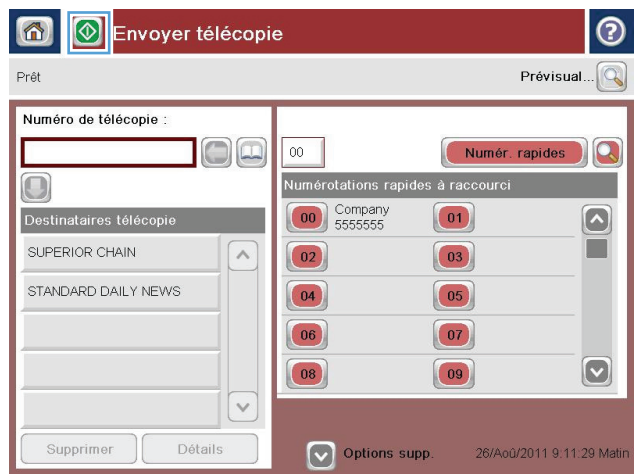 Envoyer télécopie
?
Prêt
Prévisual...
Numéro de télécopie :
00
Numér. rapides
Numérotations rapides à raccourci
00 Company 5555555
01
02
03
04
05
06
07
08
09
Destinataires télécopie
SUPERIOR CHAIN
STANDARD DAILY NEWS
Supprimer
Détails
Options supp.
26/Aoû/2011 9:11:29 Matin